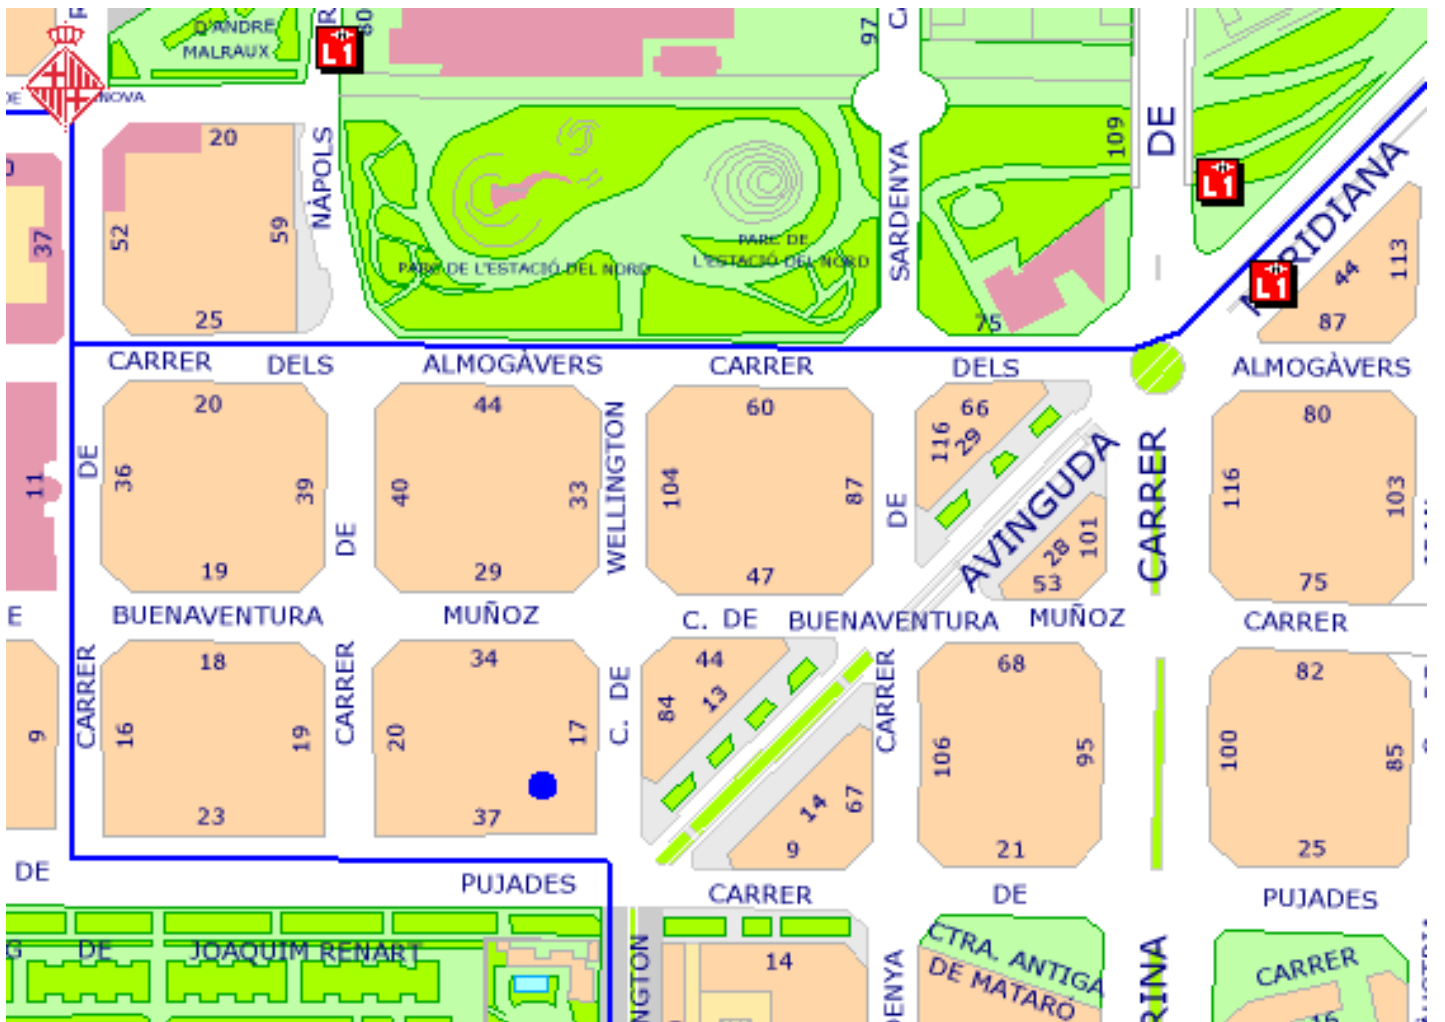 D'ANDRE
MALRAUX
L1
97
NOVA
20
52
59
25
NÀPOLS
37
PARC DE L'ESTACIÓ DEL NORD
PARC DE
L'ESTACIÓ DEL NORD
SARDENYA
109
DE
L1
75
L1
44
113
87
CARRER
DELS
ALMOGÀVERS
CARRER
DELS
ALMOGÀVERS
11
DE
20
36
39
19
DE
44
40
33
29
WELLINGTON
60
104
87
47
DE
66
116
29
AVINGUDA
28
101
53
CARRER
80
116
103
75
E
BUENAVENTURA
MUÑOZ
C. DE
BUENAVENTURA
MUÑOZ
CARRER
9
CARRER
18
16
19
23
CARRER
34
20
17
37
C. DE
44
84
13
14
67
9
CARRER
68
106
95
21
82
100
85
25
DE
PUJADES
CARRER
DE
PUJADES
G
DE
JOAQUIM RENART
NGTON
14
ENYA
CTRA. ANTIGA
DE MATARÓ
RINA
CARRER